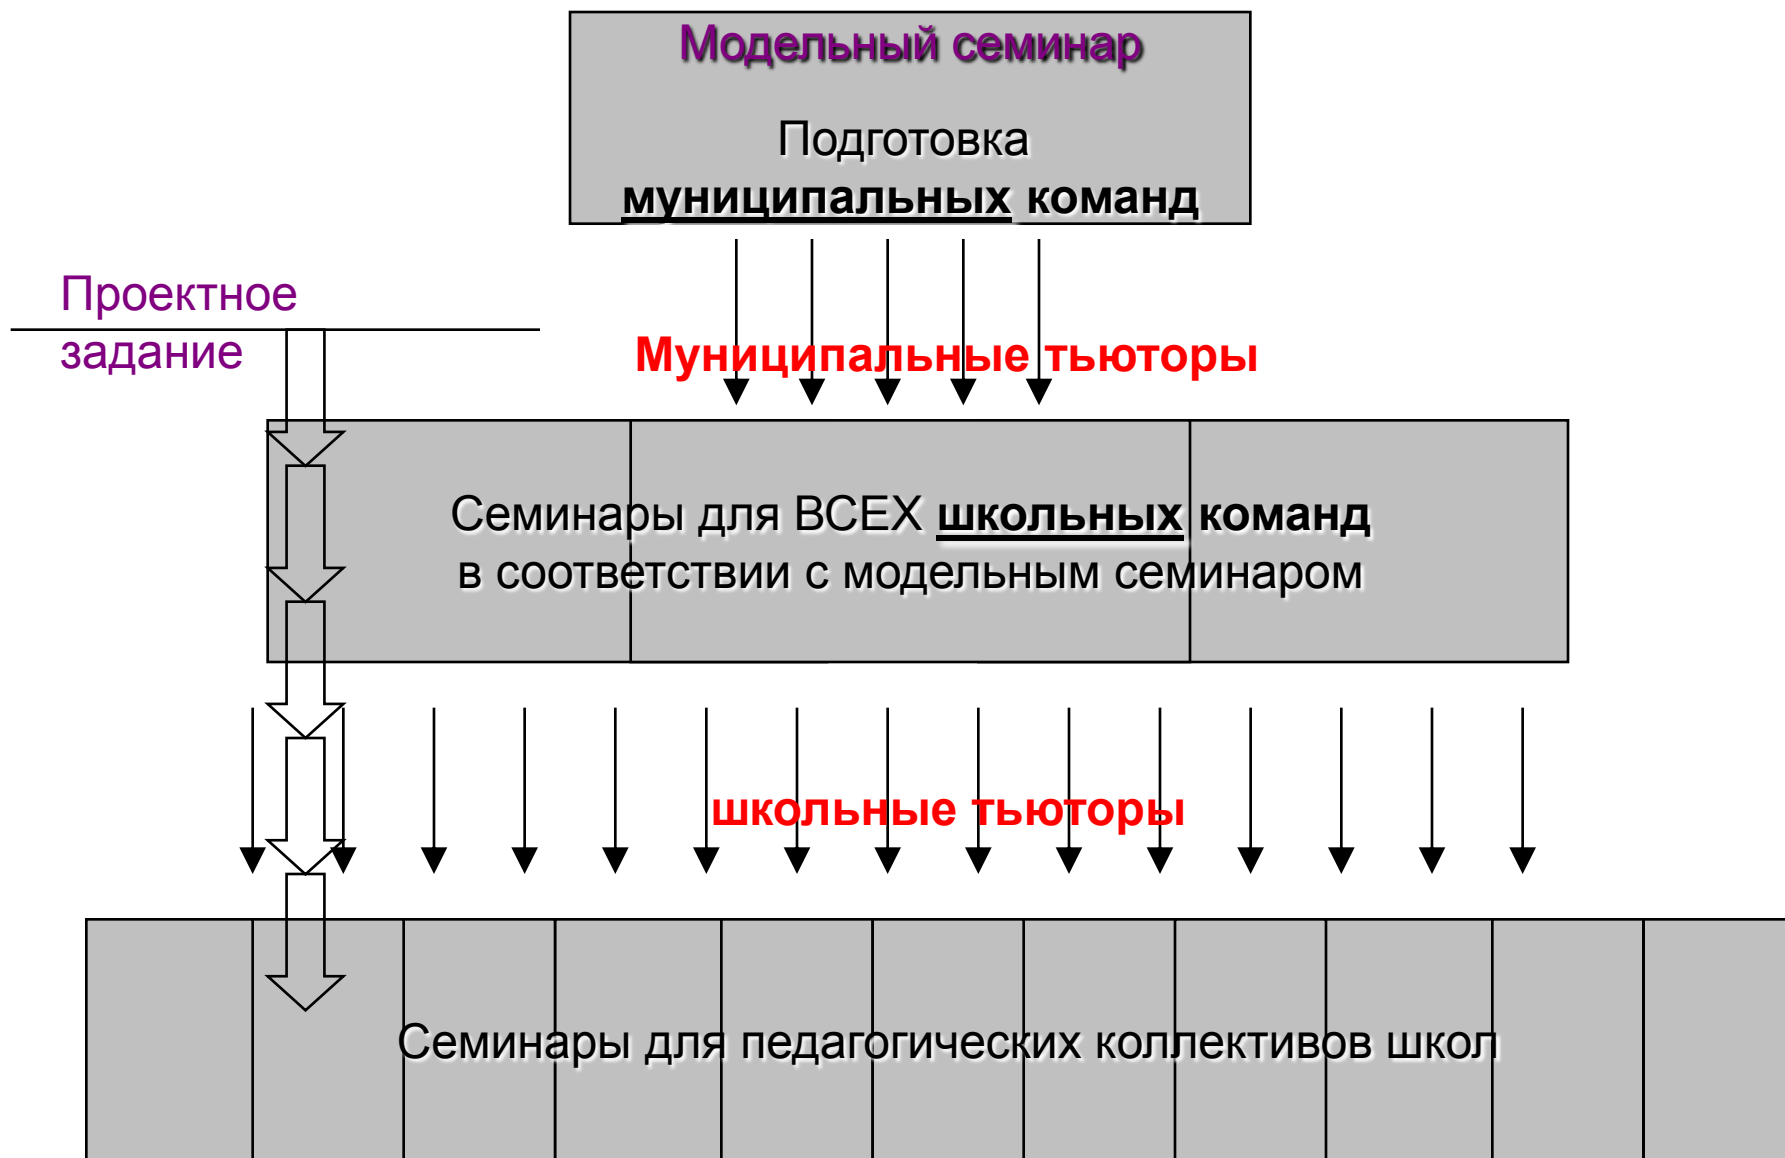 Модельный семинар
Подготовка
муниципальных команд
Проектное
задание
Муниципальные тьюторы
Семинары для ВСЕХ школьных команд
в соответствии с модельным семинаром
школьные тьюторы
Семинары для педагогических коллективов школ